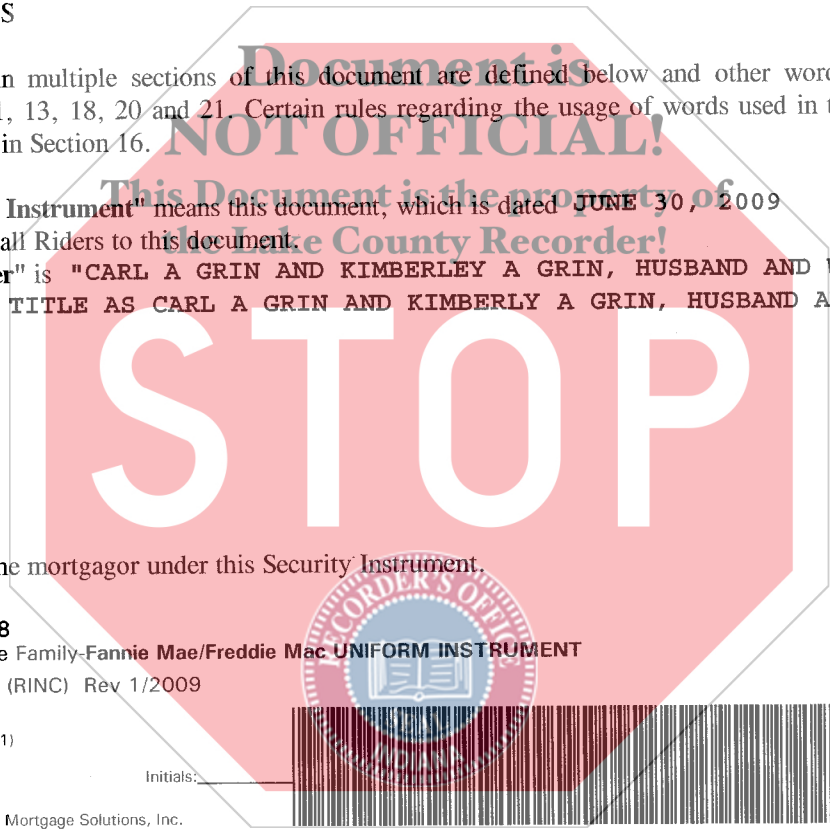 S
Document is
n multiple sections of this document are defined below and other word
1, 13, 18, 20 and 21. Certain rules regarding the usage of words used in t
in Section 16.
NOT OFFICIAL!
This Document is the property of
Instrument" means this document, which is dated JUNE 30, 2009
all Riders to this document.
the Lake County Recorder!
er" is "CARL A GRIN AND KIMBERLEY A GRIN, HUSBAND AND
TITLE AS CARL A GRIN AND KIMBERLY A GRIN, HUSBAND A
STOP
he mortgagor under this Security Instrument.
RECORDER'S OFFICE
8
e Family-Fannie Mae/Freddie Mac UNIFORM INSTRUMENT
(RINC) Rev 1/2009
SEAL
1)
INDIANA
Initials:
Mortgage Solutions, Inc.